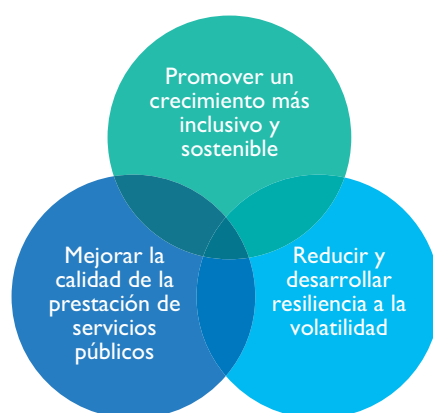 Promover un
crecimiento más
inclusivo y
sostenible
Mejorar la
calidad de la
prestación de
servicios
públicos
Reducir y
desarrollar
resiliencia a la
volatilidad